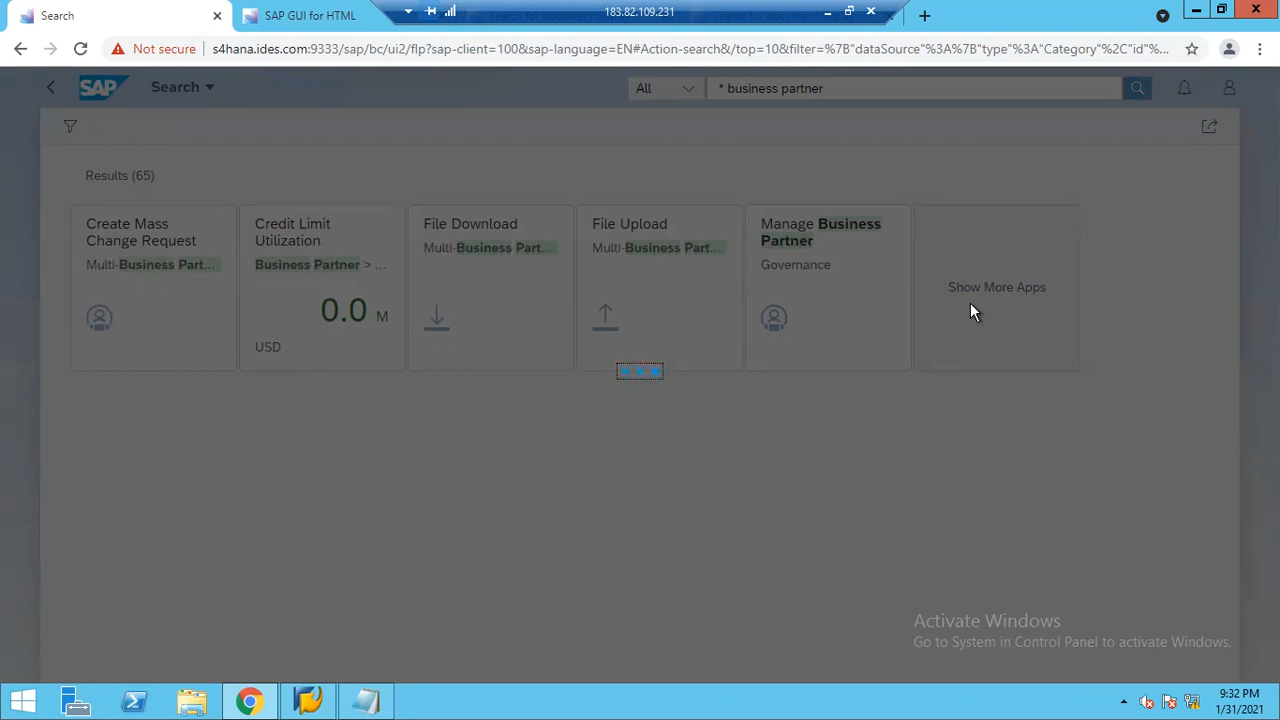 Search
SAP GUI for HTML
183.82.109.231
Not secure
s4hana.ides.com:9333/sap/bc/ui2/flp?sap-client=100&sap-language=EN#Action-search&/top=10&filter=%7B"dataSource"%3A%7B"type"%3A"Category"%2C"id"%...
SAP
Search
All
* business partner
Results (65)
Create Mass
Change Request
Multi-Business Part...
Credit Limit
Utilization
Business Partner > ...
0.0 M
USD
File Download
Multi-Business Part...
File Upload
Multi-Business Part...
Manage Business
Partner
Governance
Show More Apps
Activate Windows
Go to System in Control Panel to activate Windows.
9:32 PM
1/31/2021